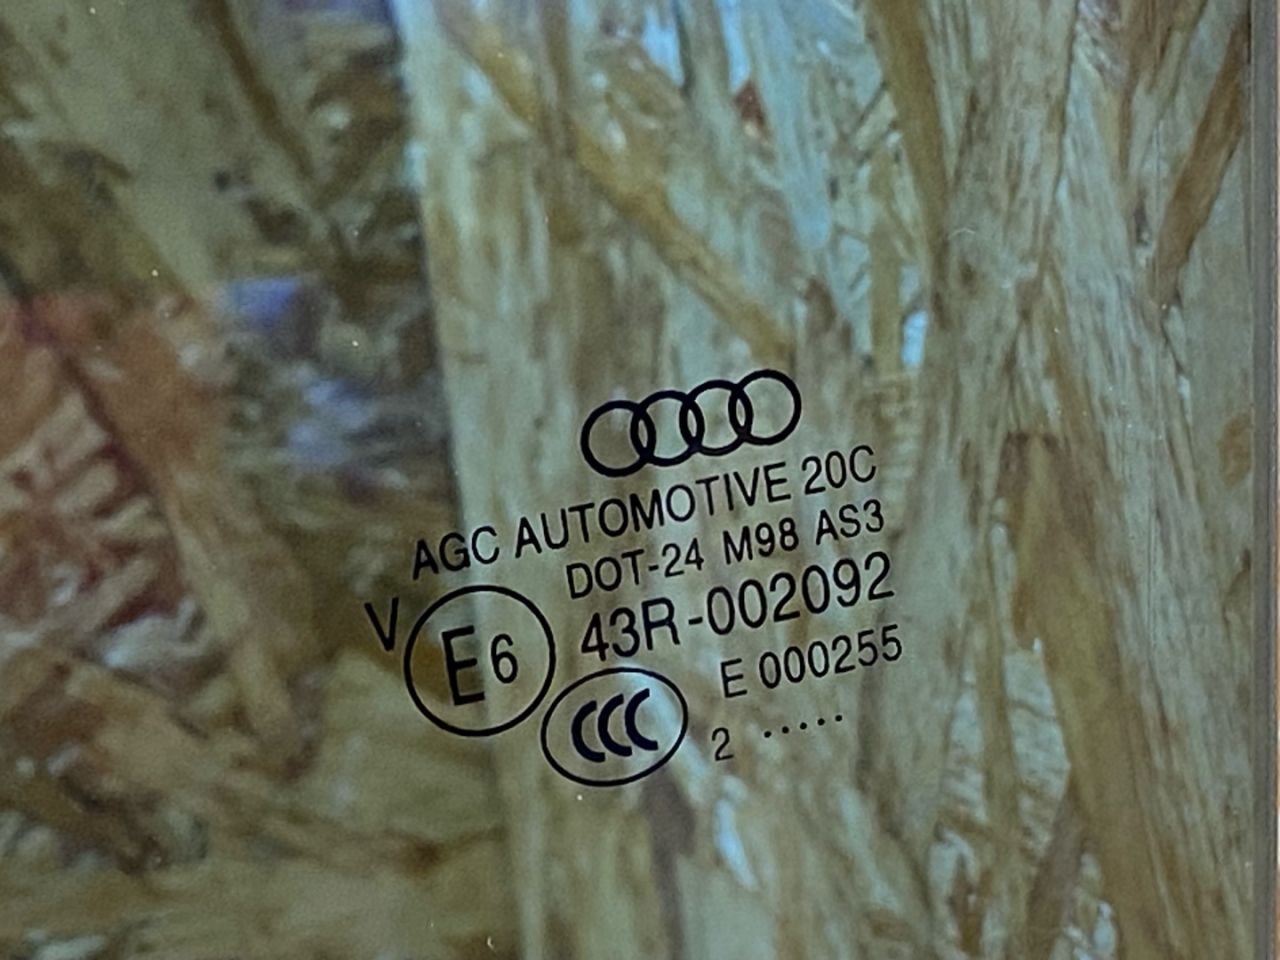 AGC AUTOMOTIVE 20C
DOT-24 M98 AS3
V E6 43R-002092
CCC E 000255
2 .....